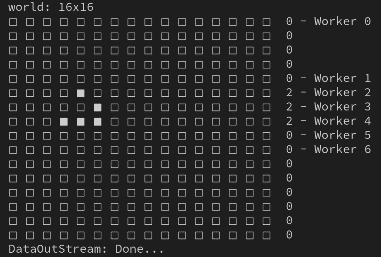 world: 16x16
□ □ □ □ □ □ □ □ □ □ □ □ □ □ □ □ 0 - Worker 0
□ □ □ □ □ □ □ □ □ □ □ □ □ □ □ □ 0
□ □ □ □ □ □ □ □ □ □ □ □ □ □ □ □ 0
□ □ □ □ □ □ □ □ □ □ □ □ □ □ □ □ 0
□ □ □ □ □ □ □ □ □ □ □ □ □ □ □ □ 0 - Worker 1
□ □ □ □ ■ □ □ □ □ □ □ □ □ □ □ □ 2 - Worker 2
□ □ □ □ □ ■ □ □ □ □ □ □ □ □ □ □ 2 - Worker 3
□ □ □ ■ ■ ■ □ □ □ □ □ □ □ □ □ □ 2 - Worker 4
□ □ □ □ □ □ □ □ □ □ □ □ □ □ □ □ 0 - Worker 5
□ □ □ □ □ □ □ □ □ □ □ □ □ □ □ □ 0 - Worker 6
□ □ □ □ □ □ □ □ □ □ □ □ □ □ □ □ 0
□ □ □ □ □ □ □ □ □ □ □ □ □ □ □ □ 0
□ □ □ □ □ □ □ □ □ □ □ □ □ □ □ □ 0
□ □ □ □ □ □ □ □ □ □ □ □ □ □ □ □ 0
□ □ □ □ □ □ □ □ □ □ □ □ □ □ □ □ 0
□ □ □ □ □ □ □ □ □ □ □ □ □ □ □ □ 0
DataOutStream: Done...